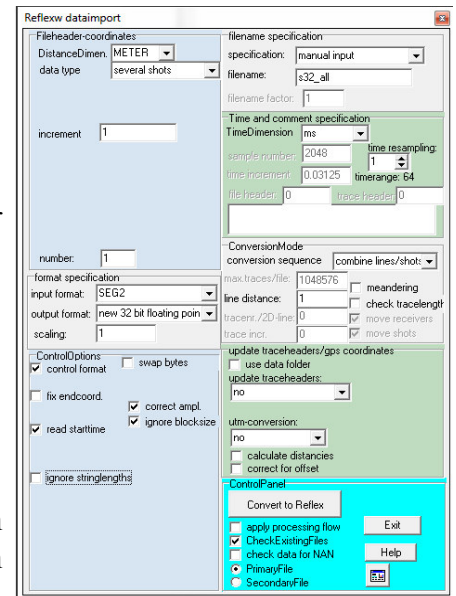 Reflexw dataimport
Fileheader-coordinates
DistanceDimen. METER
data type several shots
increment 1
number: 1
format specification
input format: SEG2
output format: new 32 bit floating poin
scaling: 1
ControlOptions
control format
swap bytes
fix endcoord.
correct ampl.
read starttime
ignore blocksize
ignore stringlengths
filename specification
specification: manual input
filename: s32_all
filename factor: 1
Time and comment specification
TimeDimension ms
time resampling:
sample number: 2048
1
time increment 0.03125 timerange: 64
file header: 0 trace header: 0
ConversionMode
conversion sequence combine lines/shots
max.traces/file: 1048576
meandering
line distance: 1
check tracelength
tracenr./2D-line: 0
move receivers
trace incr. 0
move shots
update traceheaders/gps coordinates
use data folder
update traceheaders:
no
utm-conversion:
no
calculate distancies
correct for offset
ControlPanel
Convert to Reflex
apply processing flow
Exit
CheckExistingFiles
check data for NAN
Help
PrimaryFile
SecondaryFile